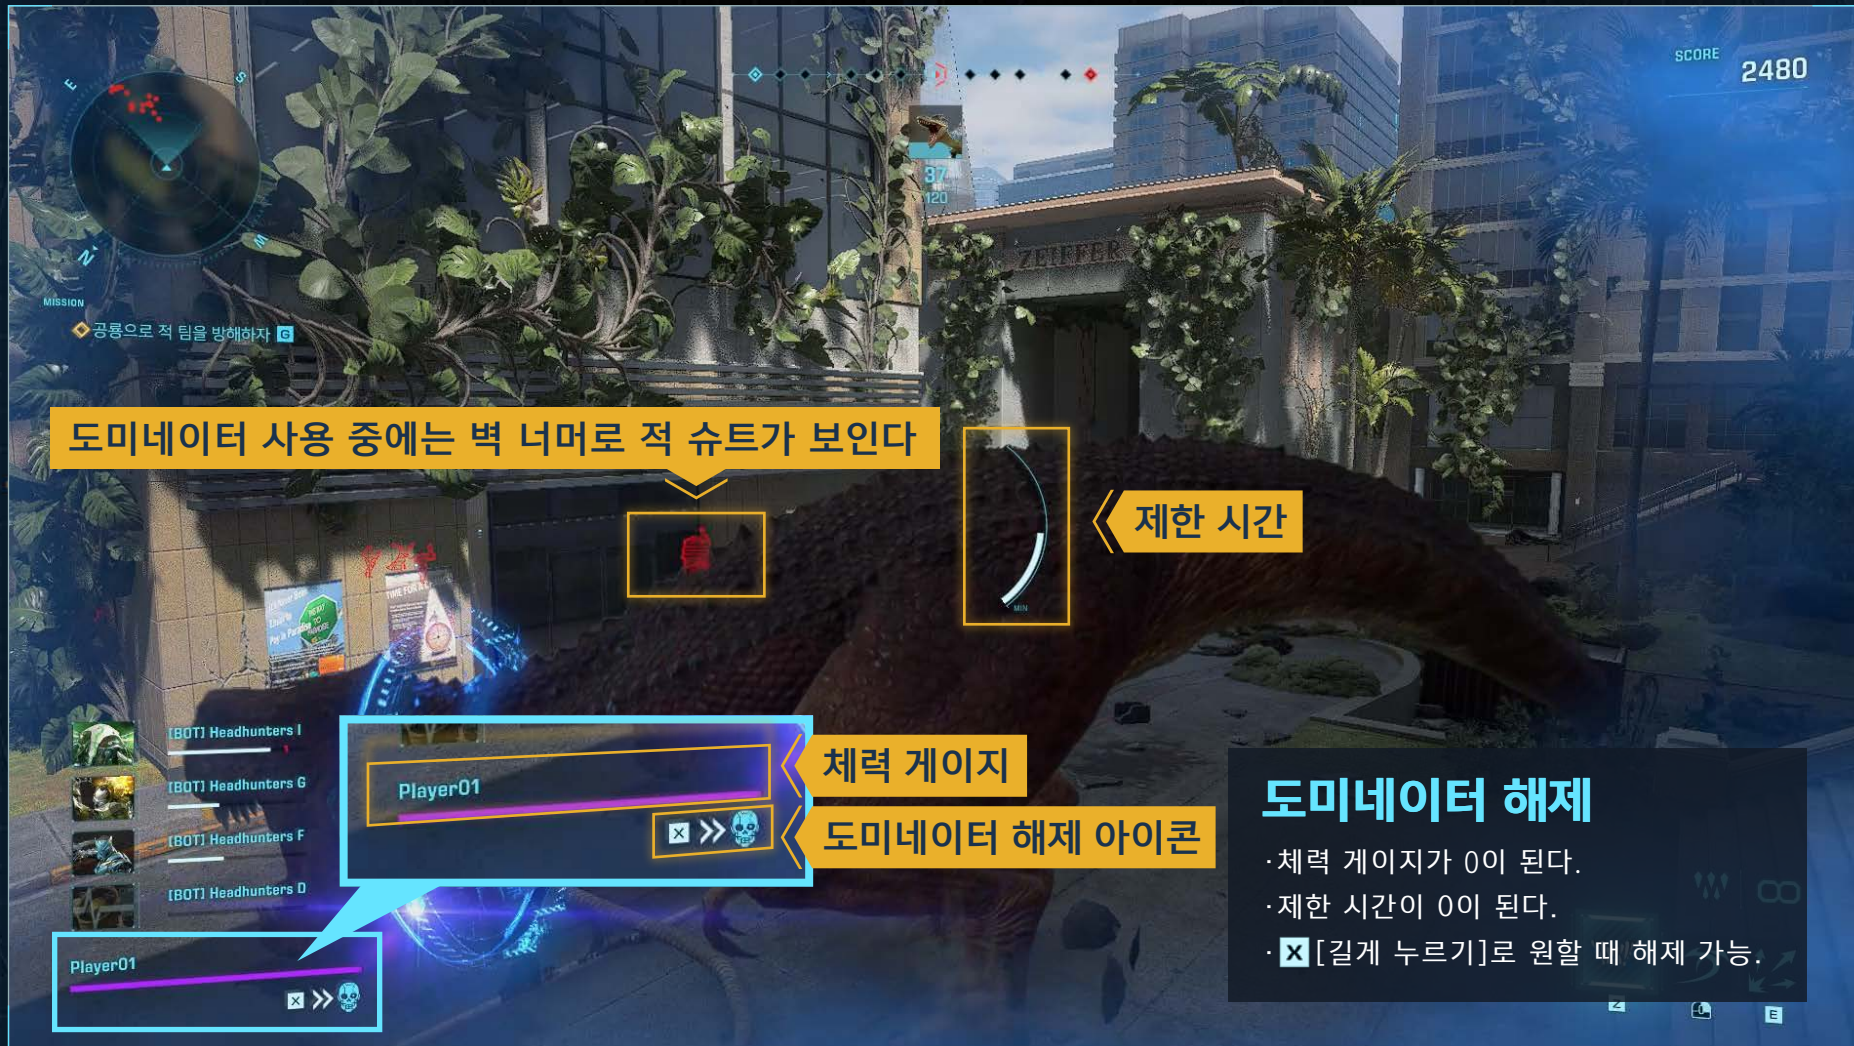 SCORE
2480
E
S
W
N
37
120
ZEIFFER
MISSION
공룡으로 적 팀을 방해하자 G
도미네이터 사용 중에는 벽 너머로 적 슈트가 보인다
제한 시간
MIN
TIME FOR A
[BOT] Headhunters I
[BOT] Headhunters G
[BOT] Headhunters F
[BOT] Headhunters D
Player01
체력 게이지
X
도미네이터 해제 아이콘
Player01
X
도미네이터 해제
·체력 게이지가 0이 된다.
·제한 시간이 0이 된다.
·X[길게 누르기]로 원할 때 해제 가능.
Z
E